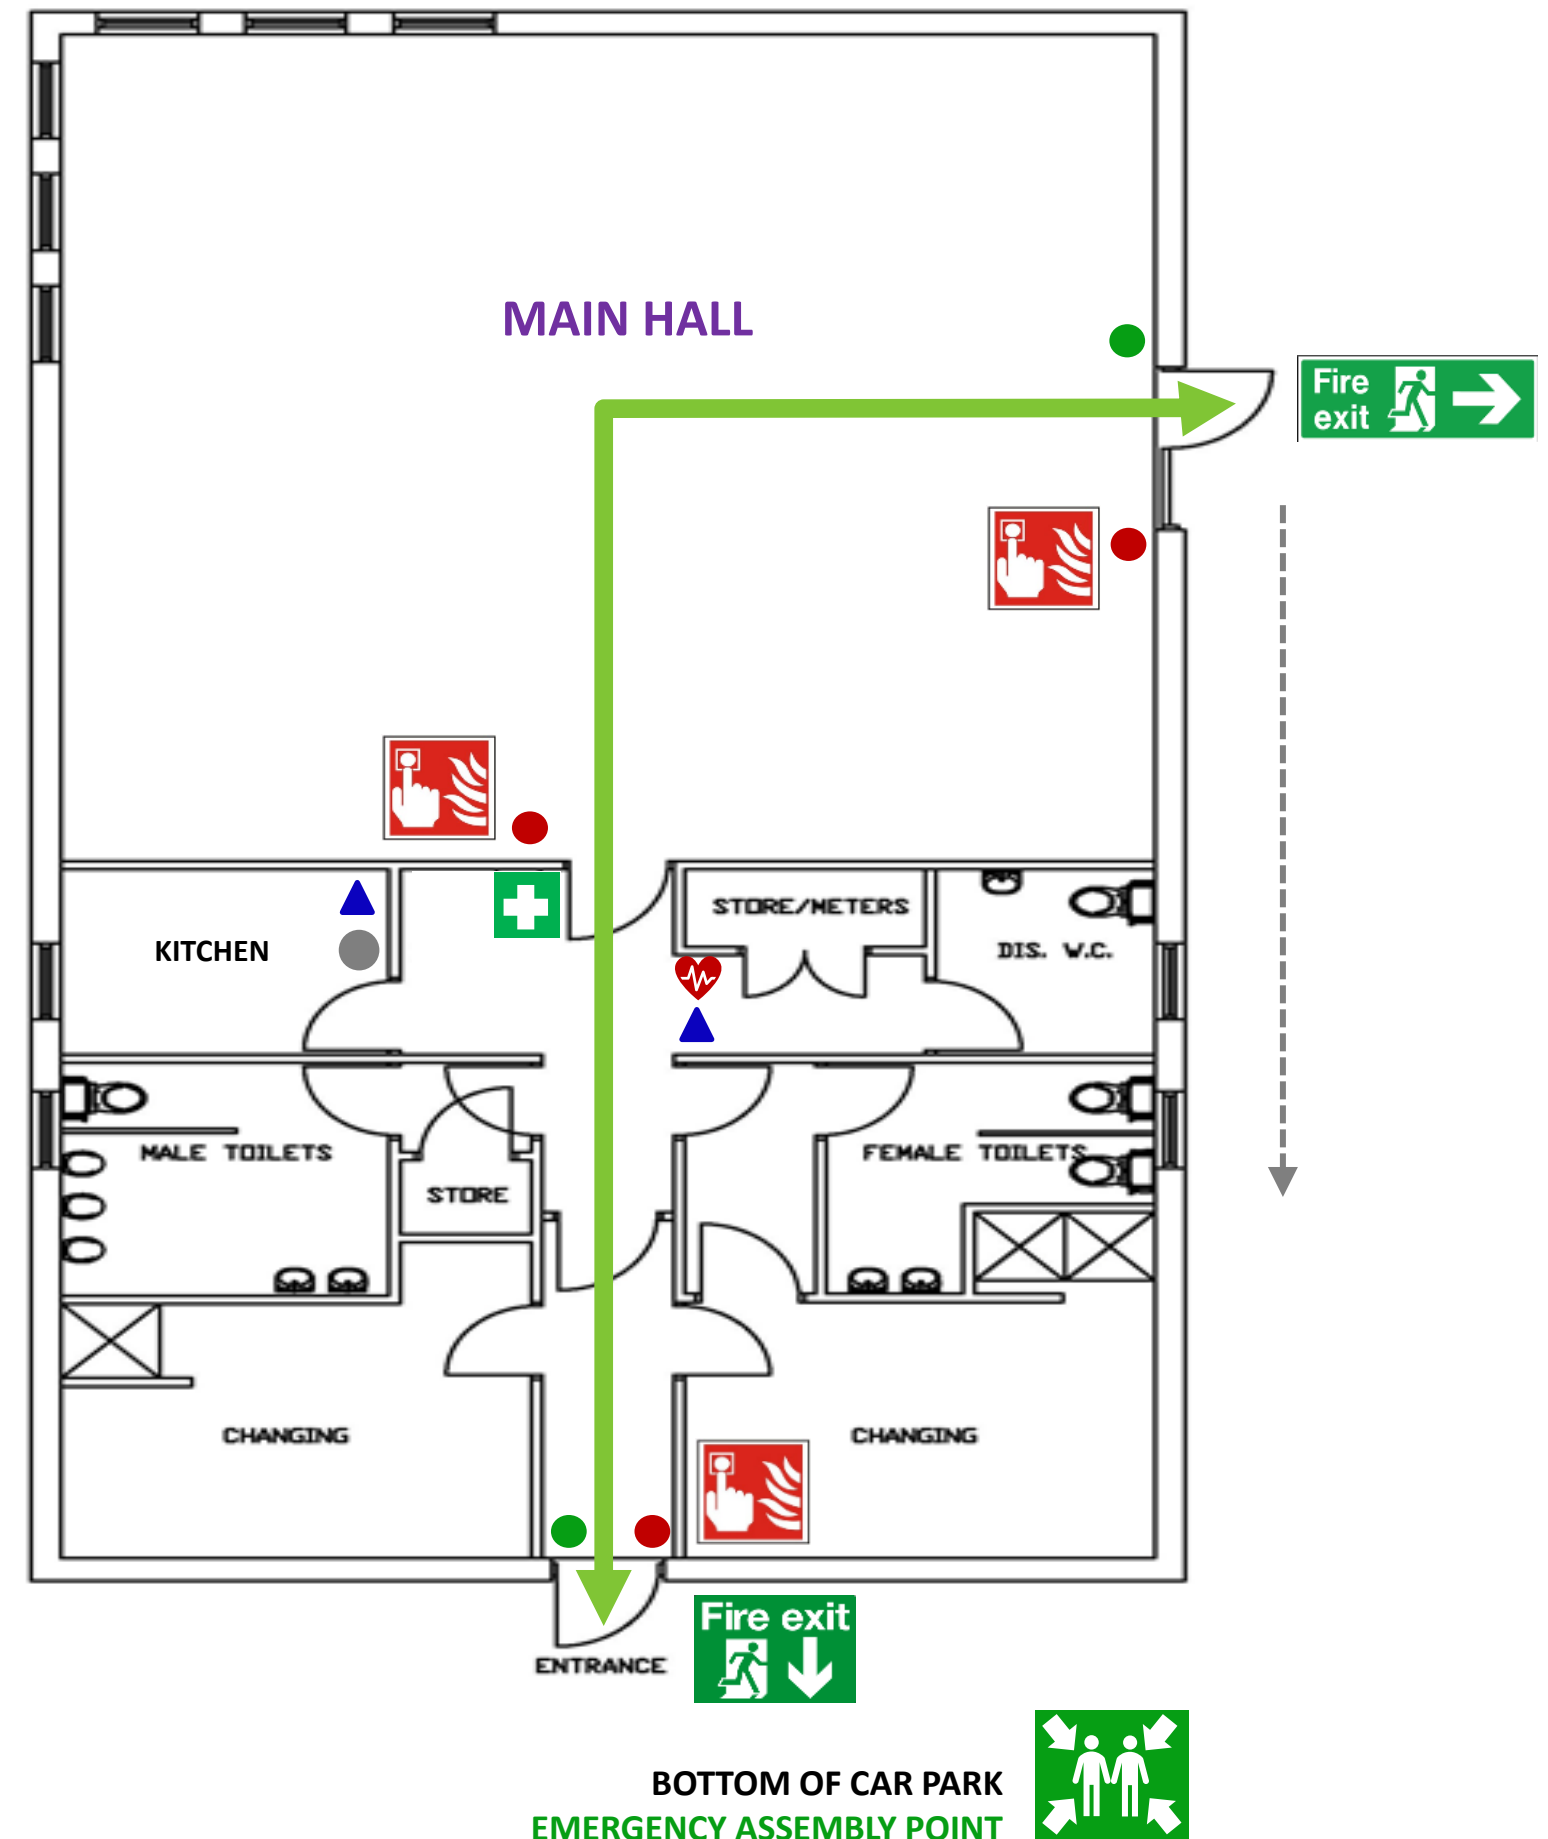 MAIN HALL
Fire
exit
STORE/METERS
KITCHEN
DIS. W.C.
MALE TOILETS
FEMALE TOILETS
STORE
CHANGING
CHANGING
Fire exit
ENTRANCE
BOTTOM OF CAR PARK
EMERGENCY ASSEMBLY POINT